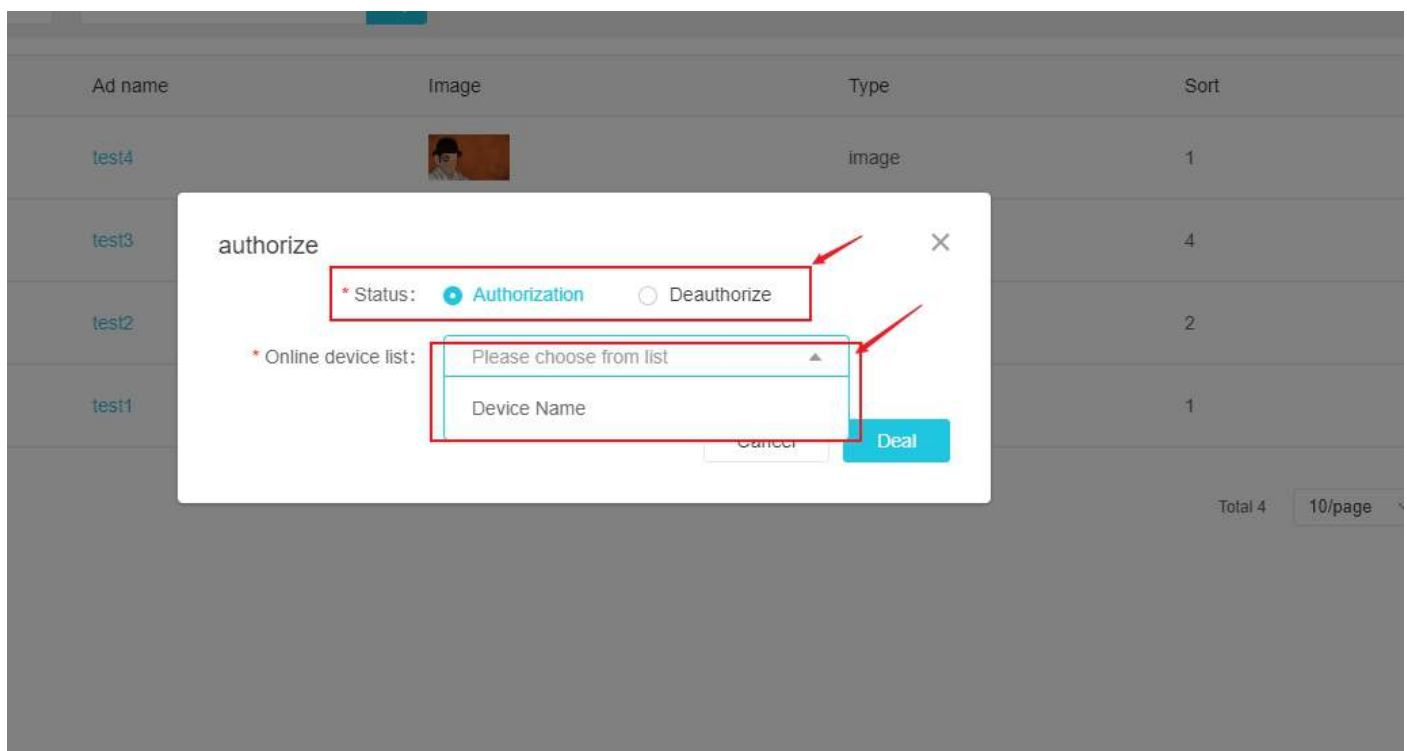 Ad name Image Type Sort
test4 image 1
authorize
test3 4
* Status: Authorization Deauthorize
test2 2
* Online device list: Please choose from list
test1 Device Name 1
Cancel Deal
Total 4 10/page